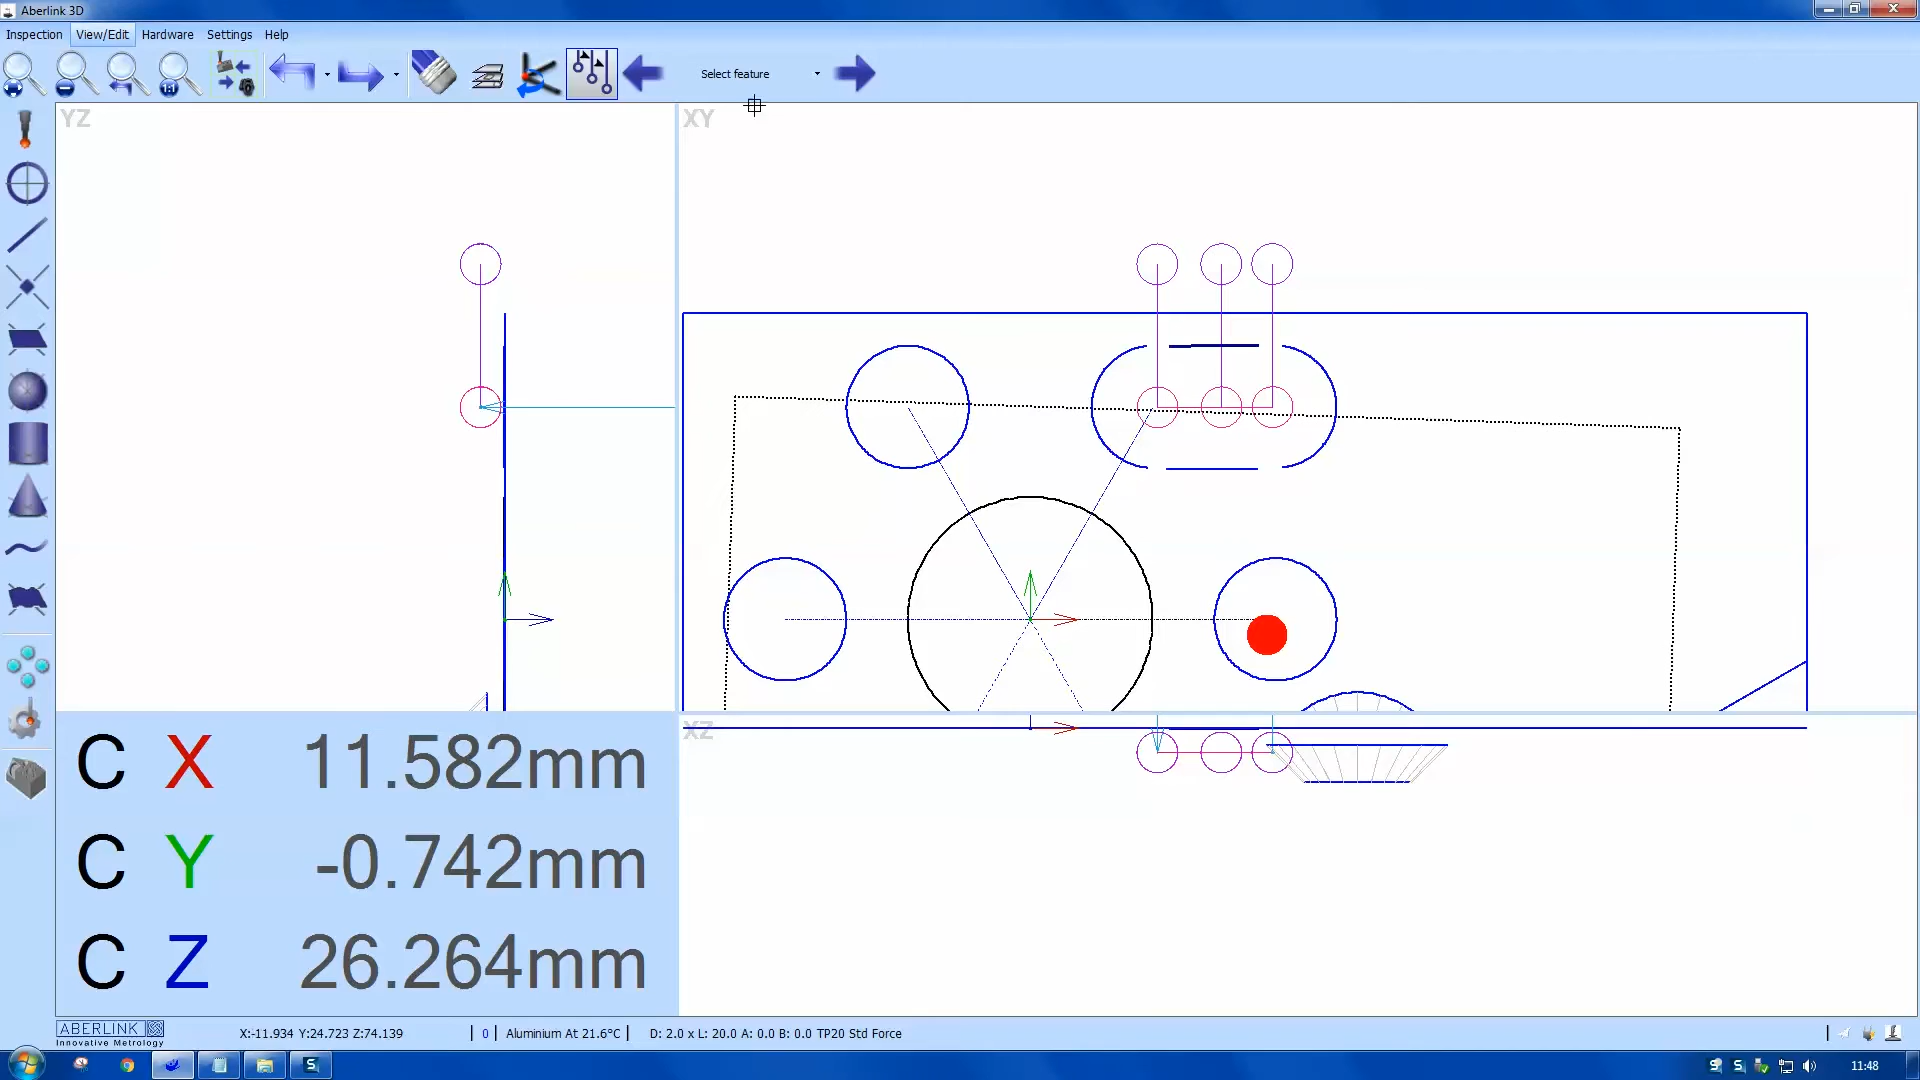 Aberlink 3D
Inspection View/Edit Hardware Settings Help
1:1 Select feature
YZ
XY
XZ
C X 11.582mm
C Y -0.742mm
C Z 26.264mm
ABERLINK
Innovative Metrology
X:-11.934 Y:24.723 Z:74.139 | 0 | Aluminium At 21.6°C | D: 2.0 x L: 20.0 A: 0.0 B: 0.0 TP20 Std Force
11:48